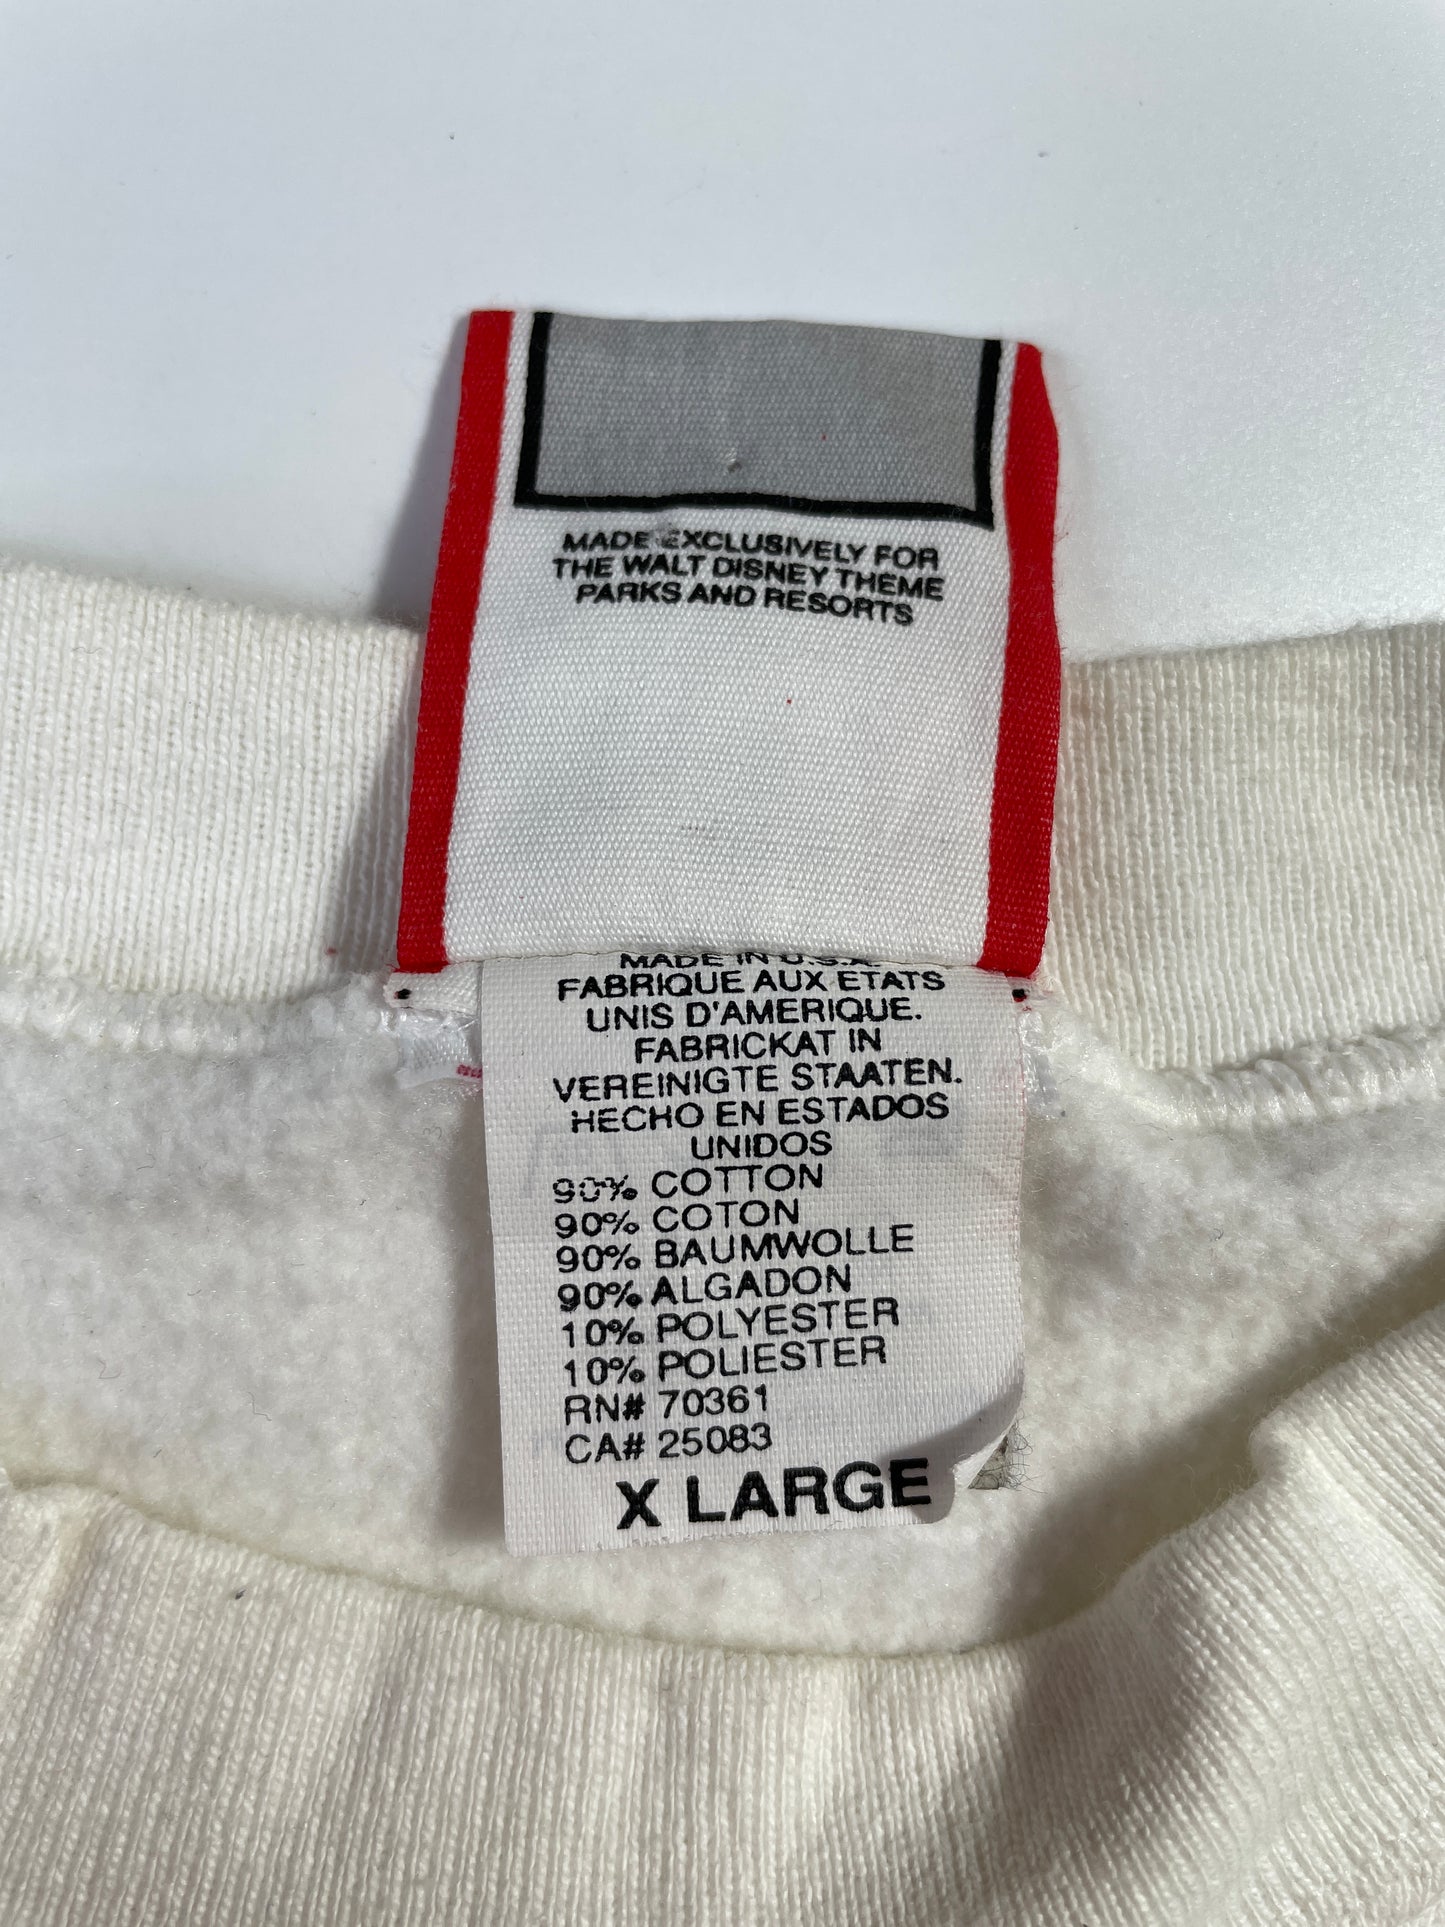 MADE EXCLUSIVELY FOR
THE WALT DISNEY THEME
PARKS AND RESORTS
MADE IN U.S.A.
FABRIQUE AUX ETATS
UNIS D'AMERIQUE.
FABRICKAT IN
VEREINIGTE STAATEN.
HECHO EN ESTADOS
UNIDOS
90% COTTON
90% COTON
90% BAUMWOLLE
90% ALGADON
10% POLYESTER
10% POLIESTER
RN# 70361
CA# 25083
X LARGE